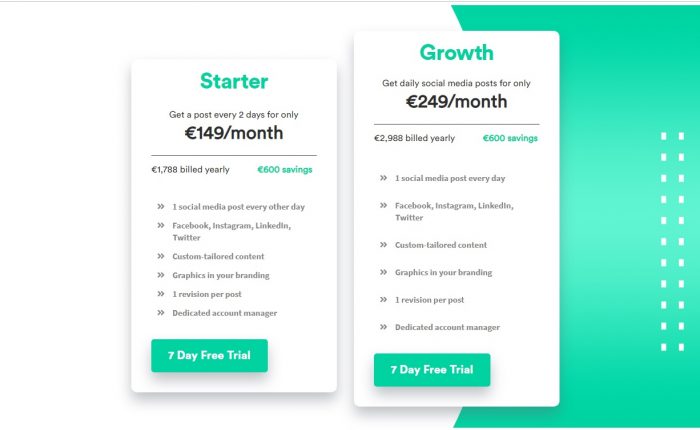 Starter
Get a post every 2 days for only
€149/month
€1,788 billed yearly €600 savings
1 social media post every other day
Facebook, Instagram, LinkedIn,
Twitter
Custom-tailored content
Graphics in your branding
1 revision per post
Dedicated account manager
7 Day Free Trial
Growth
Get daily social media posts for only
€249/month
€2,988 billed yearly €600 savings
1 social media post every day
Facebook, Instagram, LinkedIn,
Twitter
Custom-tailored content
Graphics in your branding
1 revision per post
Dedicated account manager
7 Day Free Trial